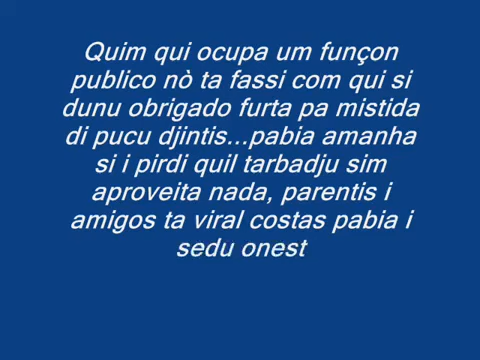 Quim qui ocupa um funçon
publico nò ta fassi com qui si
dunu obrigado furta pa mistida
di pucu djintis...pabia amanha
si i pirdi quil tarbadju sim
aproveita nada, parentis i
amigos ta viral costas pabia i
sedu onest